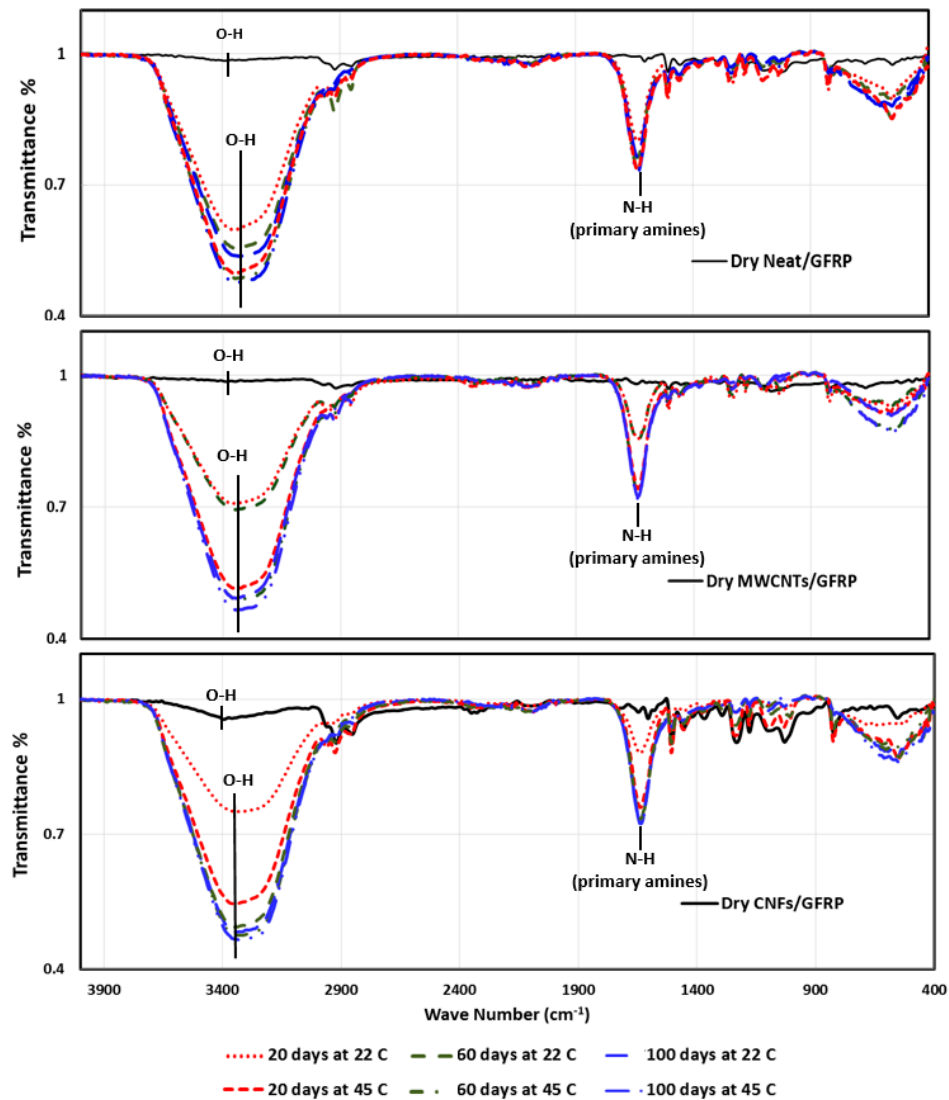 O-H
1
O-H
Transmittance %
0.7
N-H
(primary amines)
Dry Neat/GFRP
0.4
O-H
1
O-H
Transmittance %
0.7
N-H
(primary amines)
Dry MWCNTs/GFRP
0.4
O-H
1
O-H
Transmittance %
0.7
N-H
(primary amines)
Dry CNFs/GFRP
0.4
3900 3400 2900 2400 1900 1400 900 400
Wave Number (cm⁻¹)
20 days at 22 C 60 days at 22 C 100 days at 22 C
20 days at 45 C 60 days at 45 C 100 days at 45 C